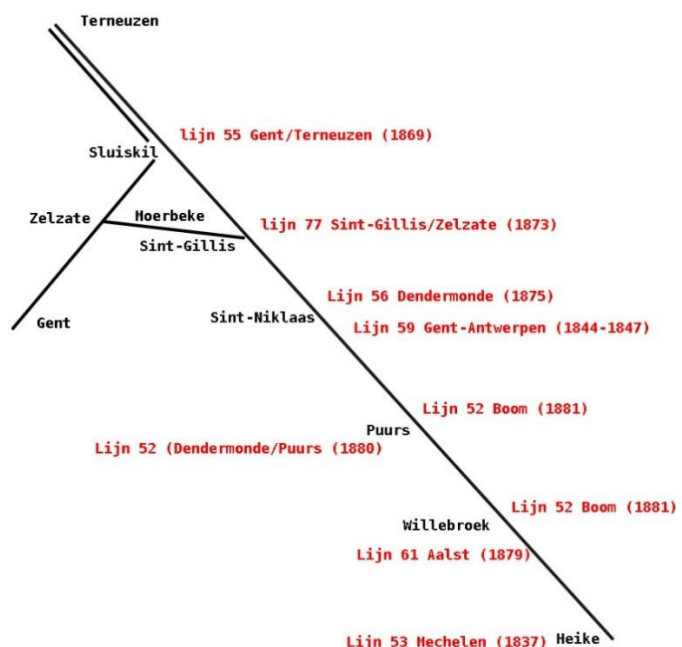 Terneuzen
lijn 55 Gent/Terneuzen (1869)
Sluiskil
Zelzate
Moerbeke
lijn 77 Sint-Gillis/Zelzate (1873)
Sint-Gillis
Lijn 56 Dendermonde (1875)
Gent
Sint-Niklaas
Lijn 59 Gent-Antwerpen (1844-1847)
Lijn 52 Boom (1881)
Puurs
Lijn 52 (Dendermonde/Puurs (1880)
Lijn 52 Boom (1881)
Willebroek
Lijn 61 Aalst (1879)
Lijn 53 Mechelen (1837)
Heike